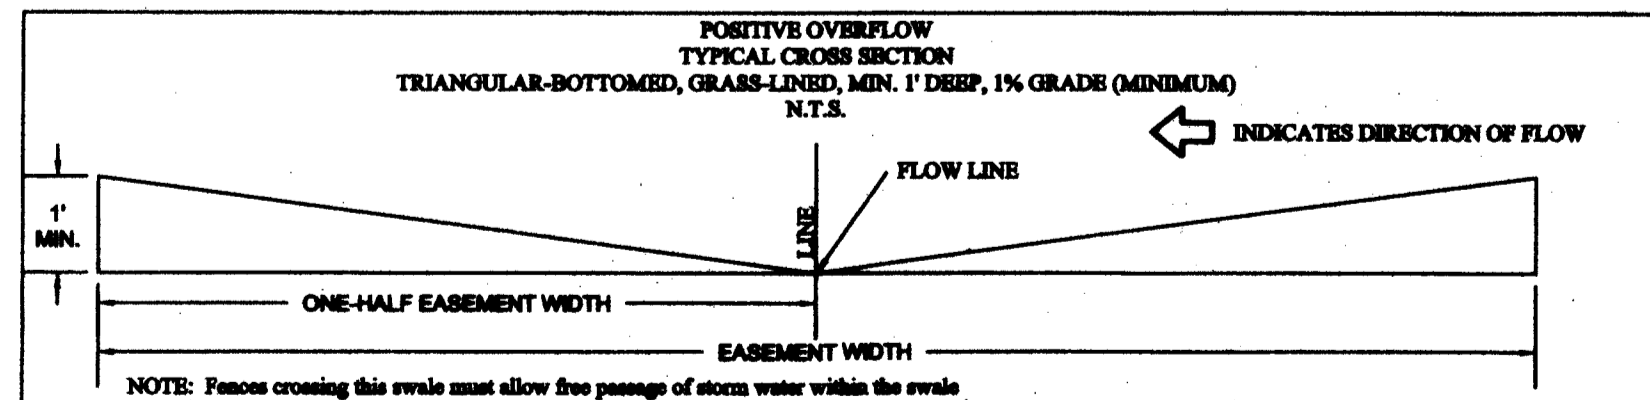 POSITIVE OVERFLOW
TYPICAL CROSS SECTION
TRIANGULAR-BOTTOMED, GRASS-LINED, MIN. 1' DEEP, 1% GRADE (MINIMUM)
N.T.S.
INDICATES DIRECTION OF FLOW
FLOW LINE
1'
MIN.
LINE
ONE-HALF EASEMENT WIDTH
EASEMENT WIDTH
NOTE: Fences crossing this swale must allow free passage of storm water within the swale